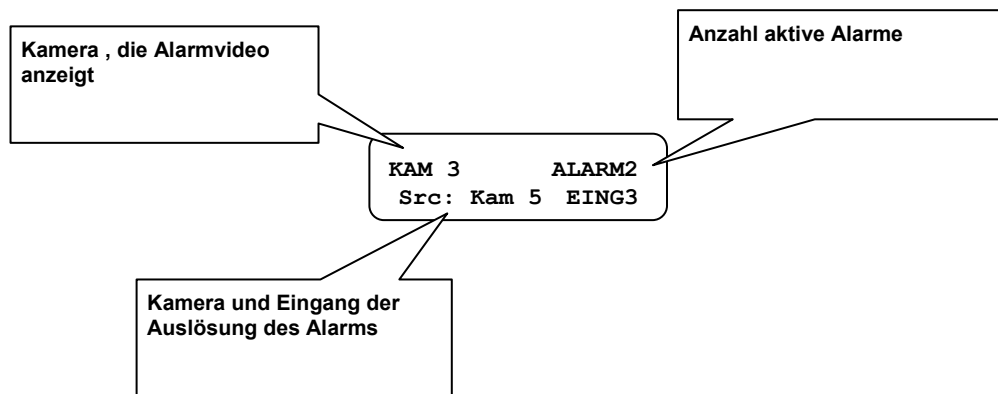 Kamera , die Alarmvideo
anzeigt
Anzahl aktive Alarme
KAM 3 ALARM2
Src: Kam 5 EING3
Kamera und Eingang der
Auslösung des Alarms